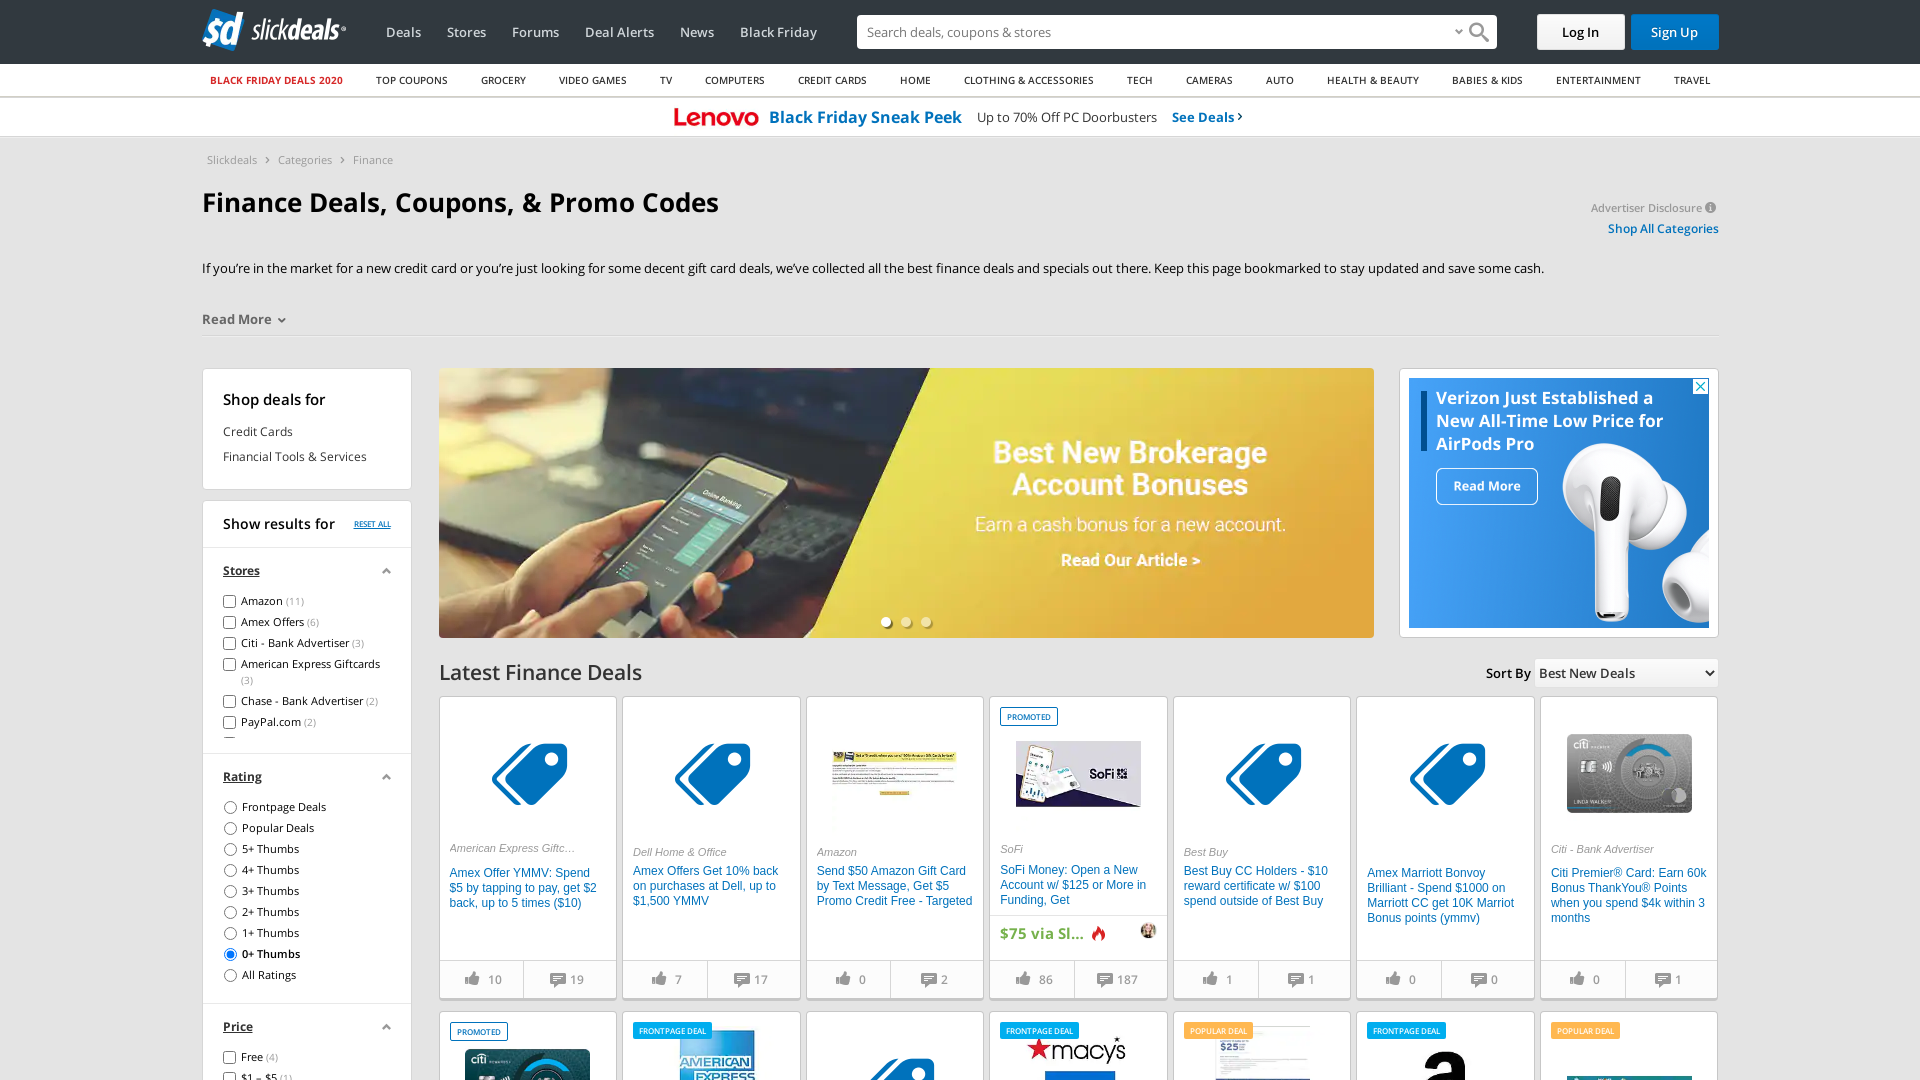 slickdeals
Deals
Stores
Forums
Deal Alerts
News
Black Friday
Search deals, coupons & stores
Log In
Sign Up
BLACK FRIDAY DEALS 2020
TOP COUPONS
GROCERY
VIDEO GAMES
TV
COMPUTERS
CREDIT CARDS
HOME
CLOTHING & ACCESSORIES
TECH
CAMERAS
AUTO
HEALTH & BEAUTY
BABIES & KIDS
ENTERTAINMENT
TRAVEL
Lenovo Black Friday Sneak Peek Up to 70% Off PC Doorbusters See Deals
Slickdeals > Categories > Finance
Finance Deals, Coupons, & Promo Codes
Advertiser Disclosure
Shop All Categories
If you’re in the market for a new credit card or you’re just looking for some decent gift card deals, we’ve collected all the best finance deals and specials out there. Keep this page bookmarked to stay updated and save some cash.
Read More
Shop deals for
Credit Cards
Financial Tools & Services
Show results for
RESET ALL
Stores
Amazon (11)
Amex Offers (6)
Citi - Bank Advertiser (3)
American Express Giftcards
(3)
Chase - Bank Advertiser (2)
PayPal.com (2)
Rating
Frontpage Deals
Popular Deals
5+ Thumbs
4+ Thumbs
3+ Thumbs
2+ Thumbs
1+ Thumbs
0+ Thumbs
All Ratings
Price
Free (4)
$1 – $5 (1)
Online Banking
Best New Brokerage
Account Bonuses
Earn a cash bonus for a new account.
Read Our Article >
Verizon Just Established a
New All-Time Low Price for
AirPods Pro
Read More
Latest Finance Deals
Sort By
Best New Deals
American Express Giftc…
Amex Offer YMMV: Spend
$5 by tapping to pay, get $2
back, up to 5 times ($10)
10
19
Dell Home & Office
Amex Offers Get 10% back
on purchases at Dell, up to
$1,500 YMMV
7
17
Amazon
Send $50 Amazon Gift Card
by Text Message, Get $5
Promo Credit Free - Targeted
0
2
PROMOTED
SoFi
SoFi
SoFi Money: Open a New
Account w/ $125 or More in
Funding, Get
$75 via Sl...
86
187
Best Buy
Best Buy CC Holders - $10
reward certificate w/ $100
spend outside of Best Buy
1
1
Amex Marriott Bonvoy
Brilliant - Spend $1000 on
Marriott CC get 10K Marriot
Bonus points (ymmv)
0
0
citi
LINDA WALKER
Citi - Bank Advertiser
Citi Premier® Card: Earn 60k
Bonus ThankYou® Points
when you spend $4k within 3
months
0
1
PROMOTED
citi
FRONTPAGE DEAL
AMERICAN
EXPRESS
FRONTPAGE DEAL
macy's
POPULAR DEAL
$25
FRONTPAGE DEAL
a
POPULAR DEAL